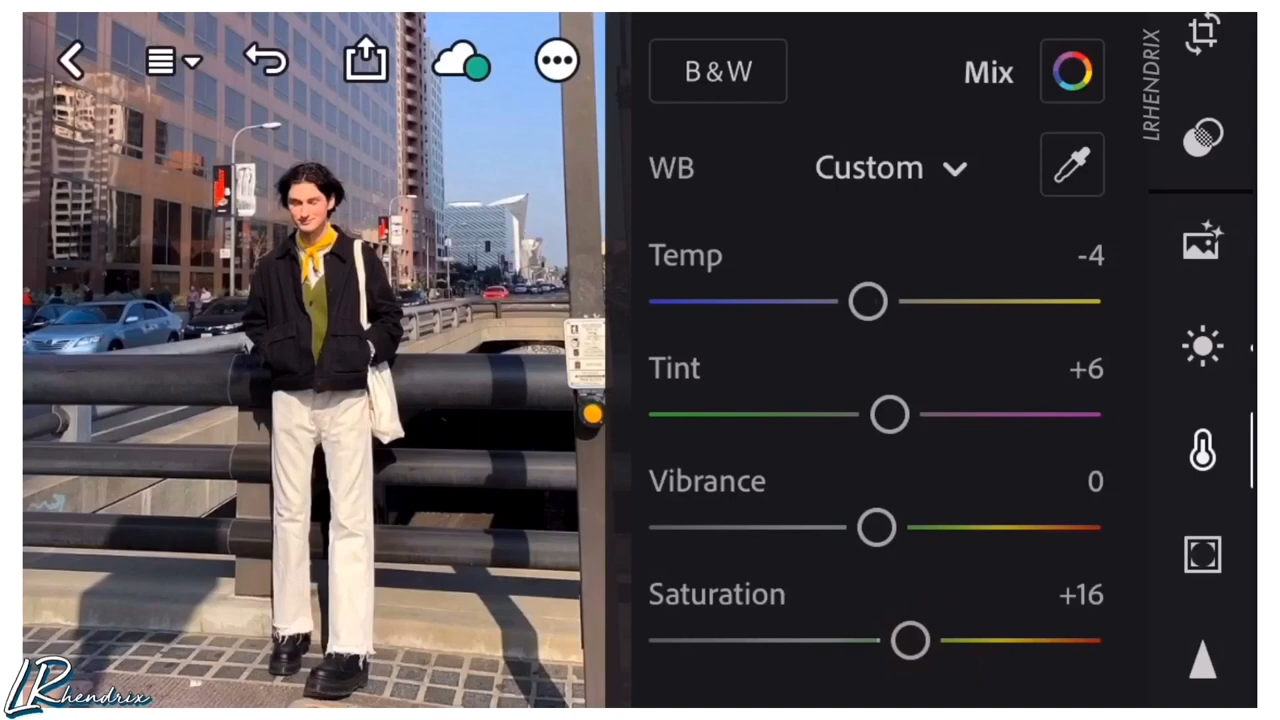 B&W
Mix
LRHENDRIX
WB
Custom
Temp
-4
Tint
+6
Vibrance
0
Saturation
+16
LRhendrix